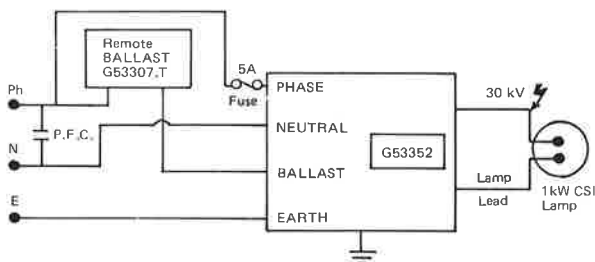 Remote
BALLAST
G53307,T
5A
Fuse
Ph
P.F.C.
N
E
PHASE
NEUTRAL
BALLAST
EARTH
G53352
30 kV
Lamp
Lead
1kW CSI
Lamp